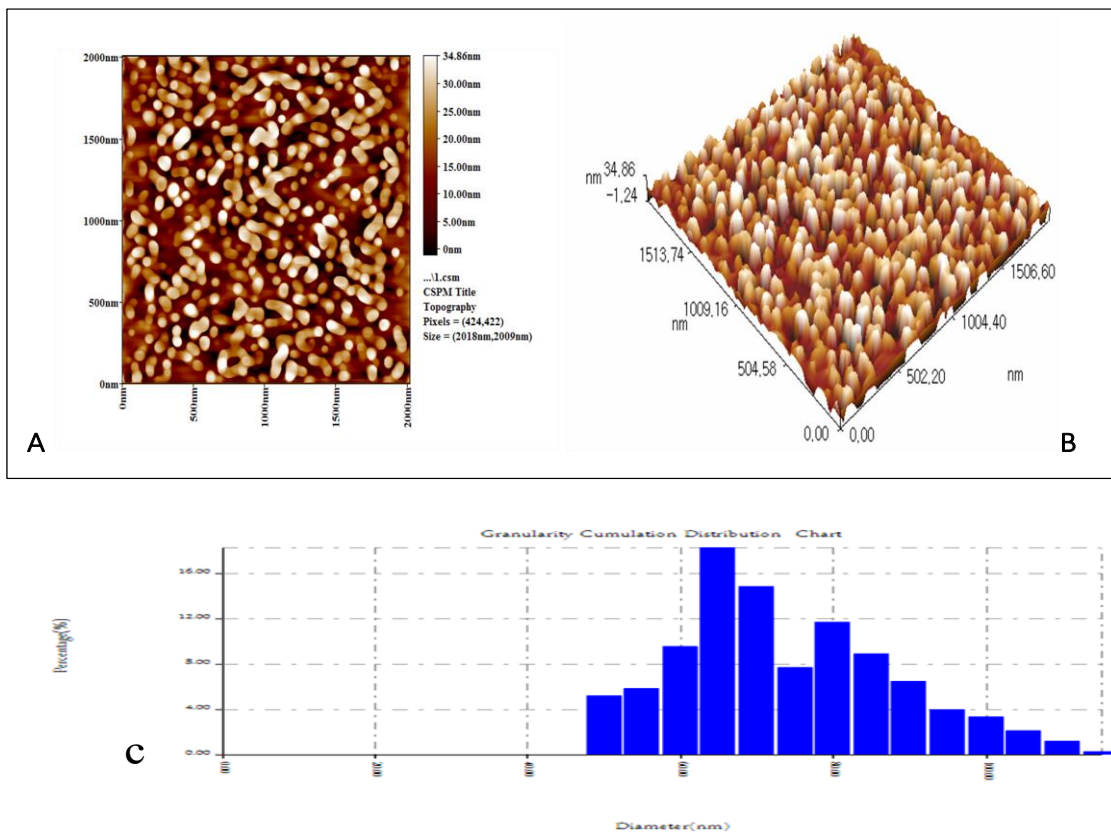 2000nm
1500nm
1000nm
500nm
0nm
0nm
500nm
1000nm
1500nm
2000nm
34.86nm
30.00nm
25.00nm
20.00nm
15.00nm
10.00nm
5.00nm
0nm
...\1.csm
CSPM Title
Topography
Pixels = (424,422)
Size = (2018nm,2009nm)
A
nm
34,86
-1,24
1513,74
1009,16
nm
504,58
0,00
0,00
502,20
1004,40
1506,60
nm
B
Granularity Cumulation Distribution Chart
Percentage(%)
16.00
12.00
8.00
4.00
0.00
C
Diameter(nm)